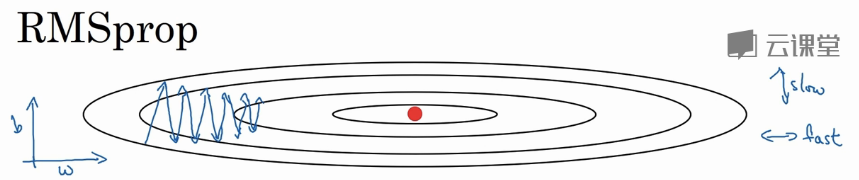 RMSprop
云课堂
slow
b
w
fast